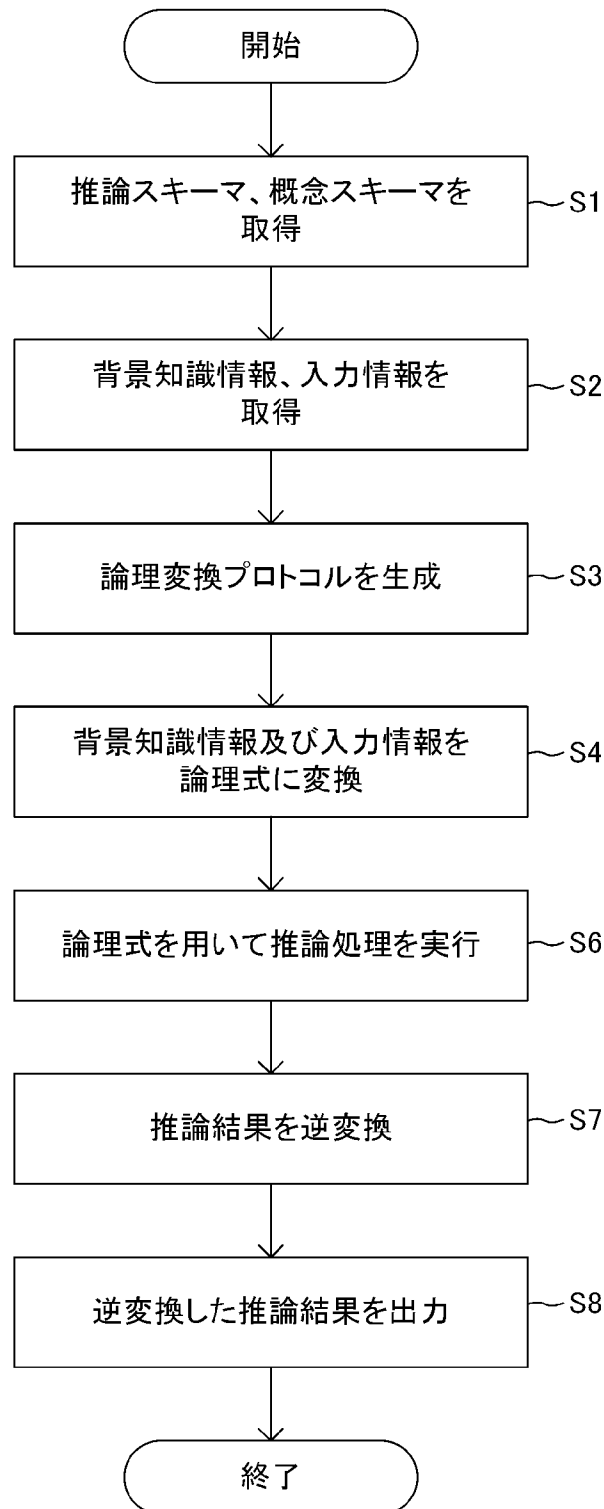 開始
推論スキーマ、概念スキーマを
取得
S1
背景知識情報、入力情報を
取得
S2
論理変換プロトコルを生成
S3
背景知識情報及び入力情報を
論理式に変換
S4
論理式を用いて推論処理を実行
S6
推論結果を逆変換
S7
逆変換した推論結果を出力
S8
終了